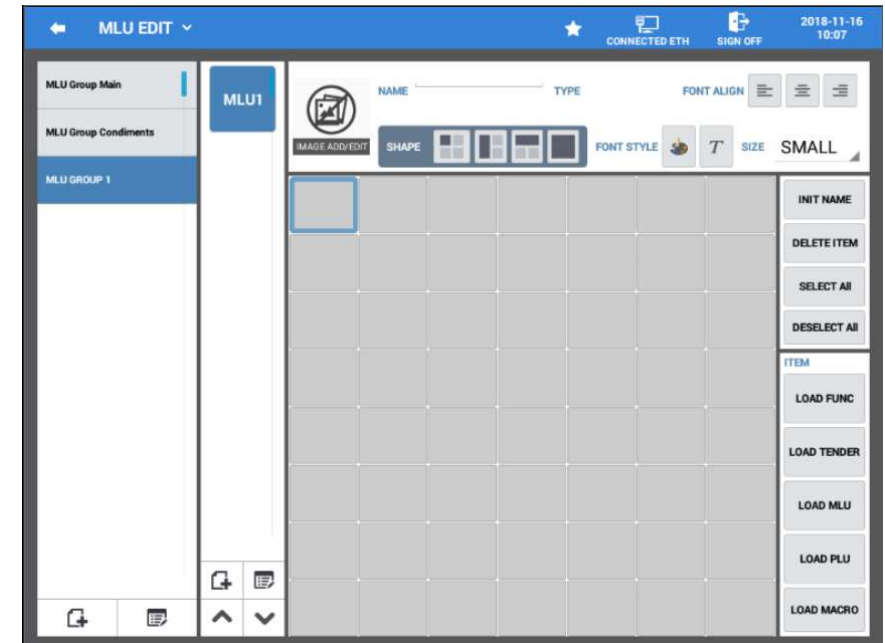 MLU EDIT
CONNECTED ETH
SIGN OFF
2018-11-16
10:07
MLU Group Main
MLU Group Condiments
MLU GROUP 1
MLU1
IMAGE ADD/EDIT
NAME
TYPE
FONT ALIGN
SHAPE
FONT STYLE
T
SIZE
SMALL
INIT NAME
DELETE ITEM
SELECT All
DESELECT All
ITEM
LOAD FUNC
LOAD TENDER
LOAD MLU
LOAD PLU
LOAD MACRO